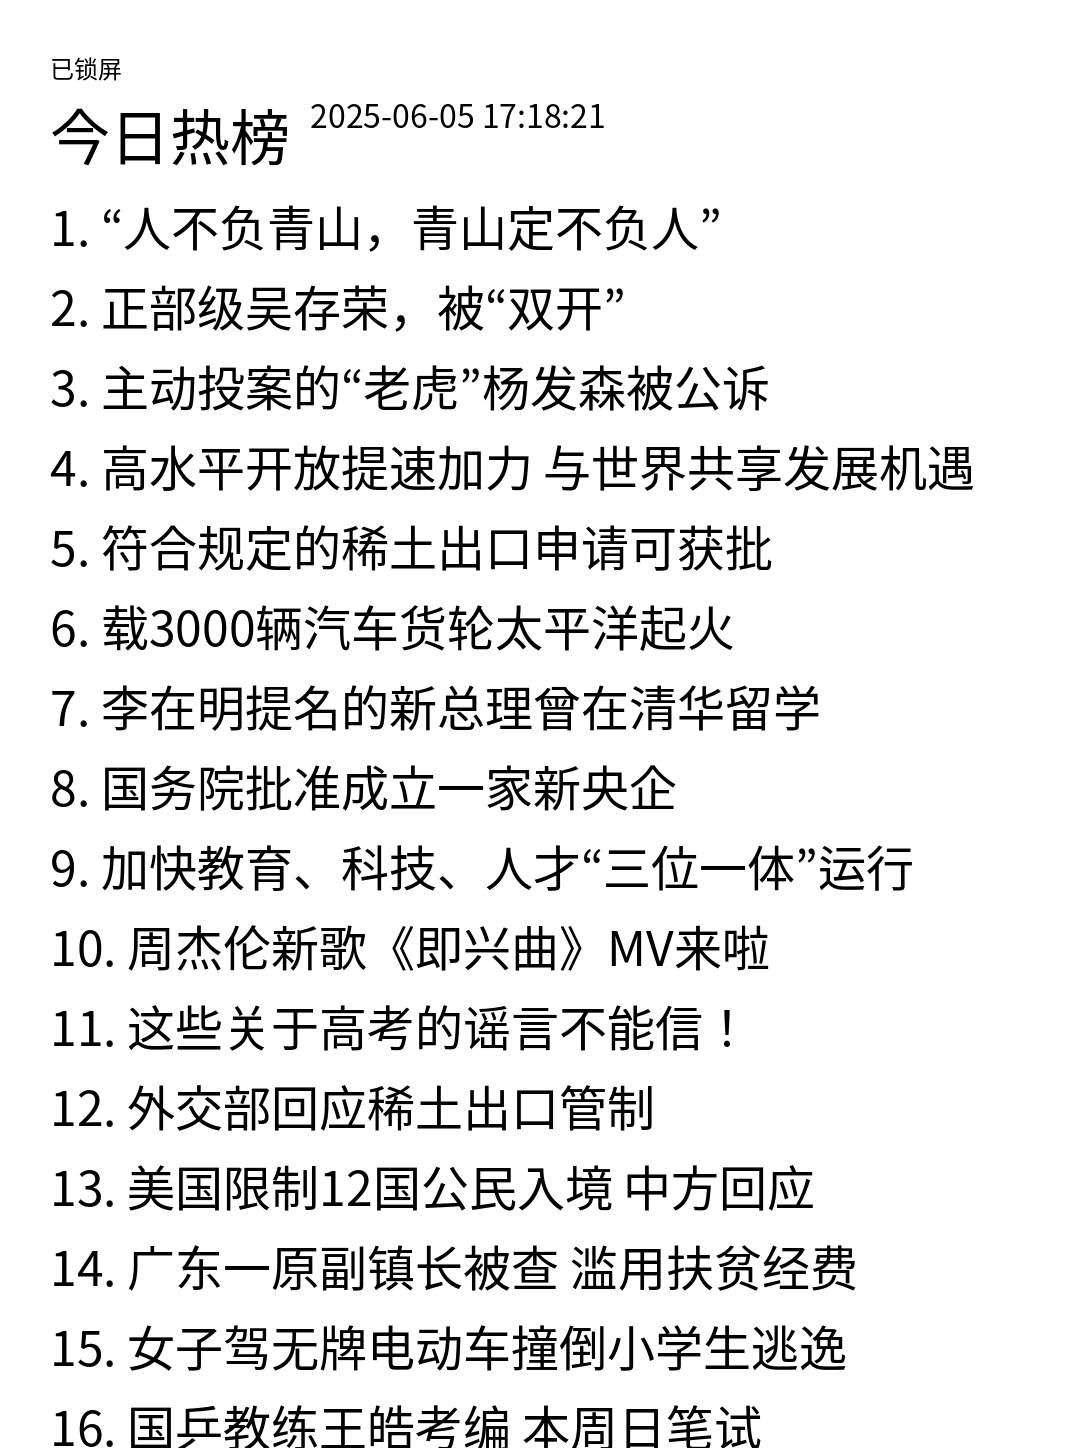 已锁屏
今日热榜 2025-06-05 17:18:21
1. “人不负青山，青山定不负人”
2. 正部级吴存荣，被“双开”
3. 主动投案的“老虎”杨发森被公诉
4. 高水平开放提速加力 与世界共享发展机遇
5. 符合规定的稀土出口申请可获批
6. 载3000辆汽车货轮太平洋起火
7. 李在明提名的新总理曾在清华留学
8. 国务院批准成立一家新央企
9. 加快教育、科技、人才“三位一体”运行
10. 周杰伦新歌《即兴曲》MV来啦
11. 这些关于高考的谣言不能信！
12. 外交部回应稀土出口管制
13. 美国限制12国公民入境 中方回应
14. 广东一原副镇长被查 滥用扶贫经费
15. 女子驾无牌电动车撞倒小学生逃逸
16. 国乒教练王皓考编 本周日笔试